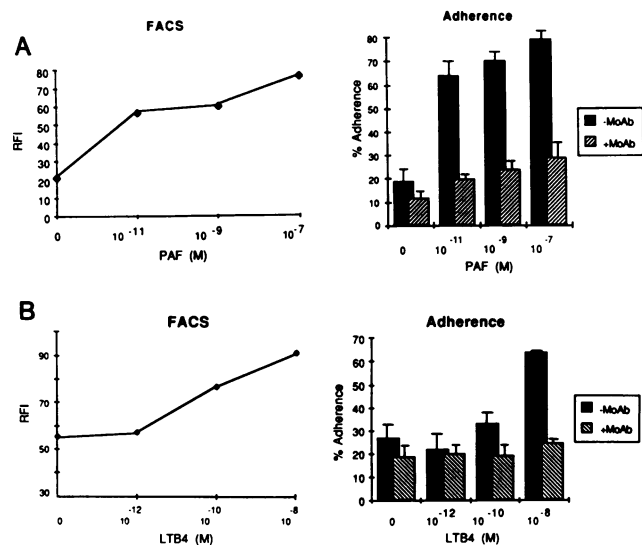 A
FACS
RFI
80
70
60
50
40
30
20
10
0
0
10 -11
10 -9
10 -7
PAF (M)
Adherence
% Adherence
80
70
60
50
40
30
20
10
0
0
10 -11
10 -9
10 -7
PAF (M)
-MoAb
+MoAb
B
FACS
RFI
90
70
50
30
0
10 -12
10 -10
10 -8
LTB4 (M)
Adherence
% Adherence
70
60
50
40
30
20
10
0
0
10 -12
10 -10
10 -8
LTB4 (M)
-MoAb
+MoAb